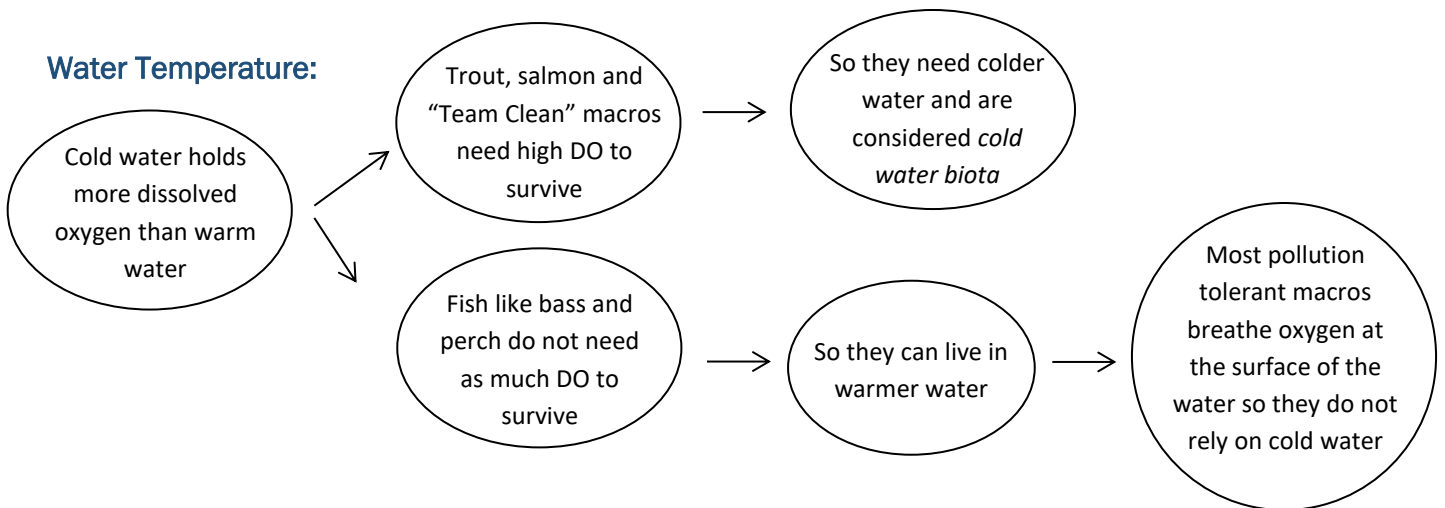 Water Temperature:
Cold water holds
more dissolved
oxygen than warm
water
Trout, salmon and
“Team Clean” macros
need high DO to
survive
So they need colder
water and are
considered cold
water biota
Fish like bass and
perch do not need
as much DO to
survive
So they can live in
warmer water
Most pollution
tolerant macros
breathe oxygen at
the surface of the
water so they do not
rely on cold water